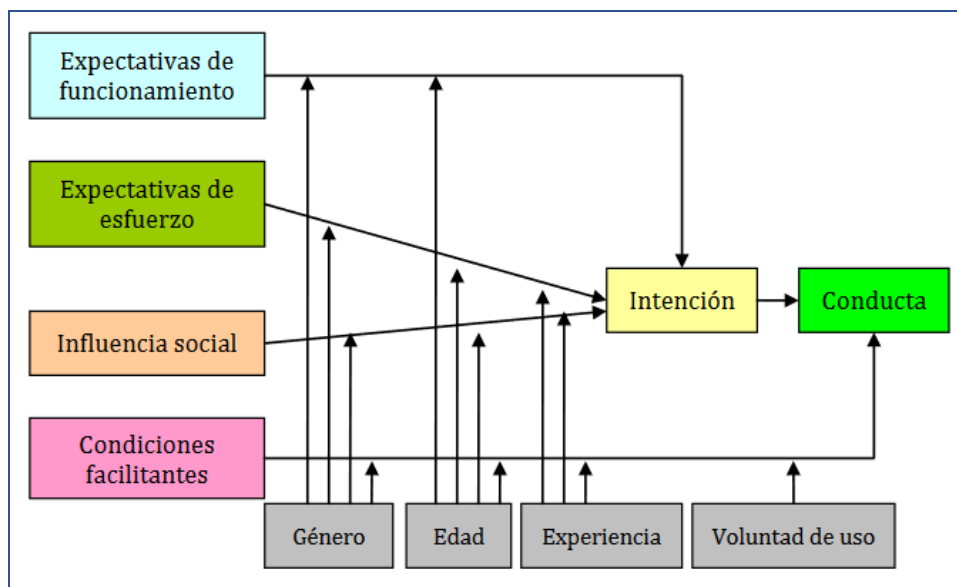 Expectativas de
funcionamiento
Expectativas de
esfuerzo
Intención
Conducta
Influencia social
Condiciones
facilitantes
Género
Edad
Experiencia
Voluntad de uso